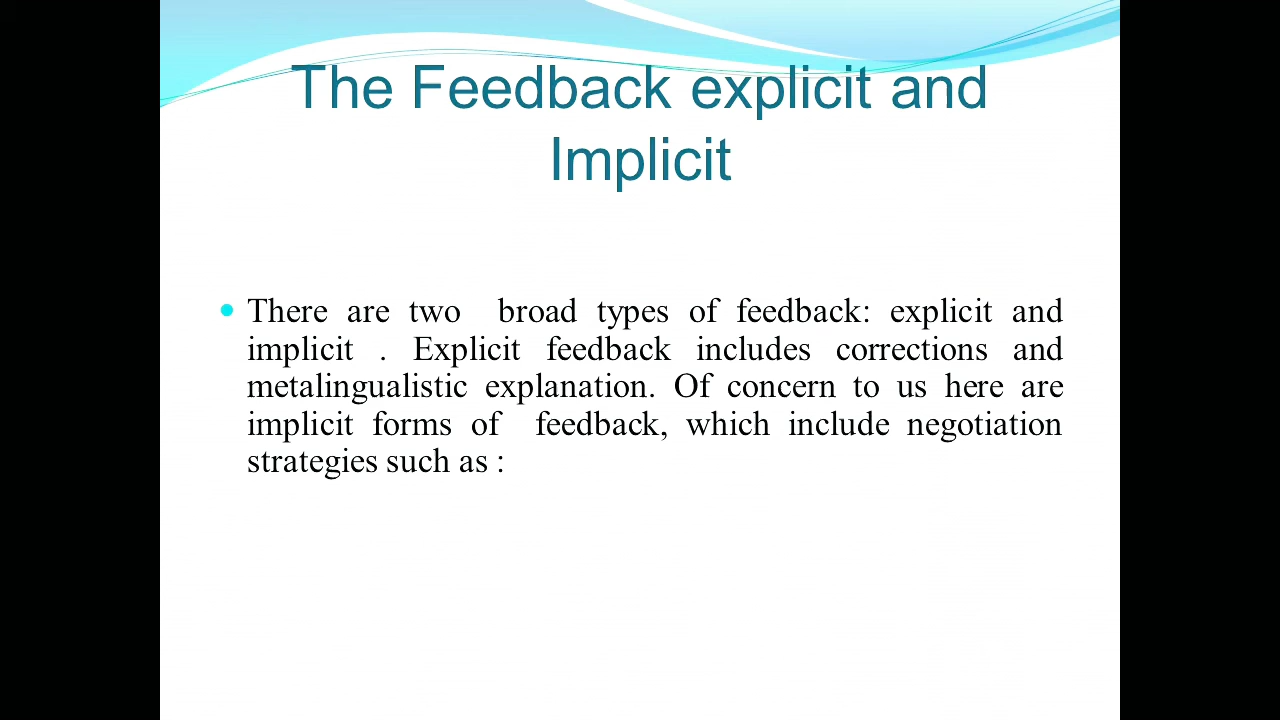 The Feedback explicit and
Implicit
There are two broad types of feedback: explicit and
implicit . Explicit feedback includes corrections and
metalingualistic explanation. Of concern to us here are
implicit forms of feedback, which include negotiation
strategies such as :